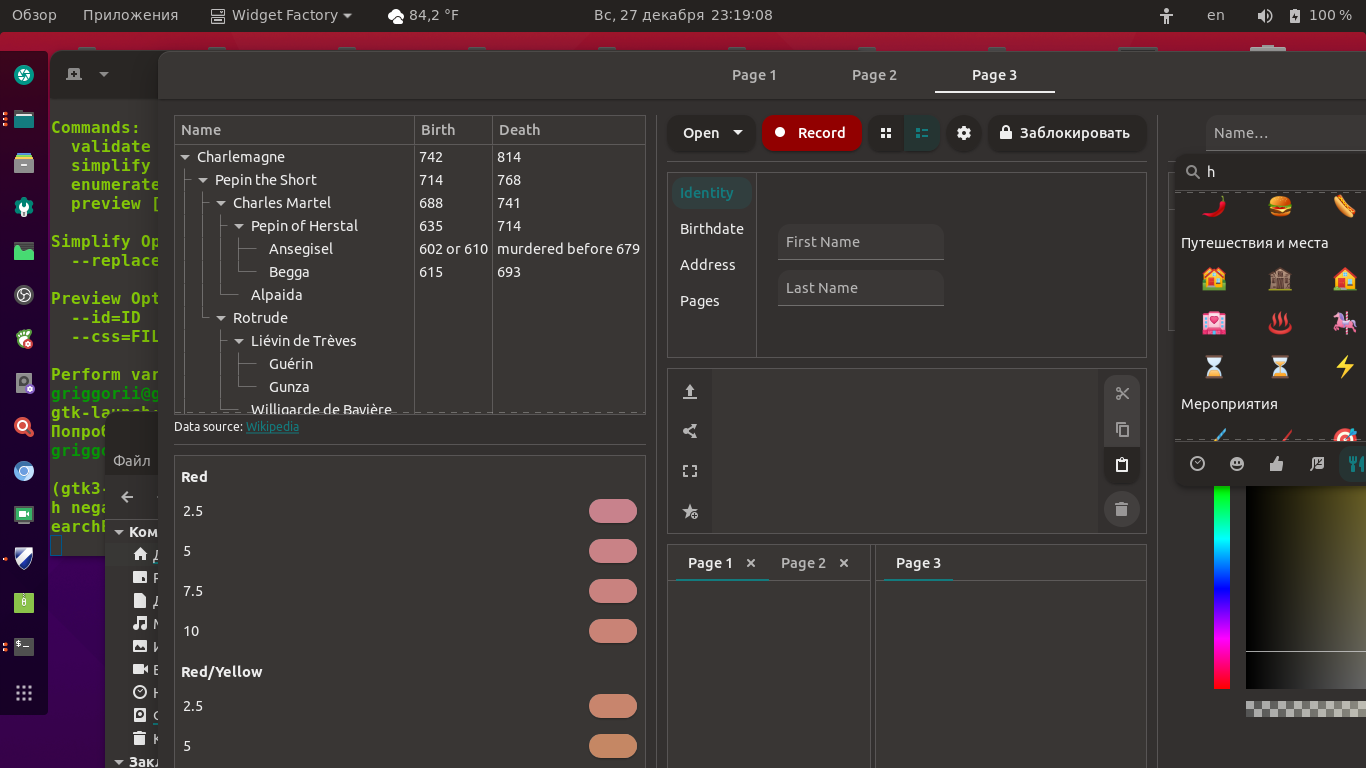 Обзор Приложения Widget Factory 84,2 °F Вс, 27 декабря 23:19:08 en 100 %
Page 1 Page 2 Page 3
Commands:
validate
simplify
enumerate
preview [
Simplify Op
--replace
Preview Opt
--id=ID
--css=FIL
Perform var
griggorii@g
gtk-launch
Попроб
griggo
(gtk3-
h nega
earchE
Файл
Ком
Закл
Name Birth Death
Charlemagne 742 814
Pepin the Short 714 768
Charles Martel 688 741
Pepin of Herstal 635 714
Ansegisel 602 or 610 murdered before 679
Begga 615 693
Alpaida
Rotrude
Liévin de Trèves
Guérin
Gunza
Willigarde de Bavière
Data source: Wikipedia
Red
2.5
5
7.5
10
Red/Yellow
2.5
5
Open Record Заблокировать
Identity
Birthdate
Address
Pages
First Name
Last Name
Page 1 Page 2 Page 3
Name...
h
Путешествия и места
Мероприятия